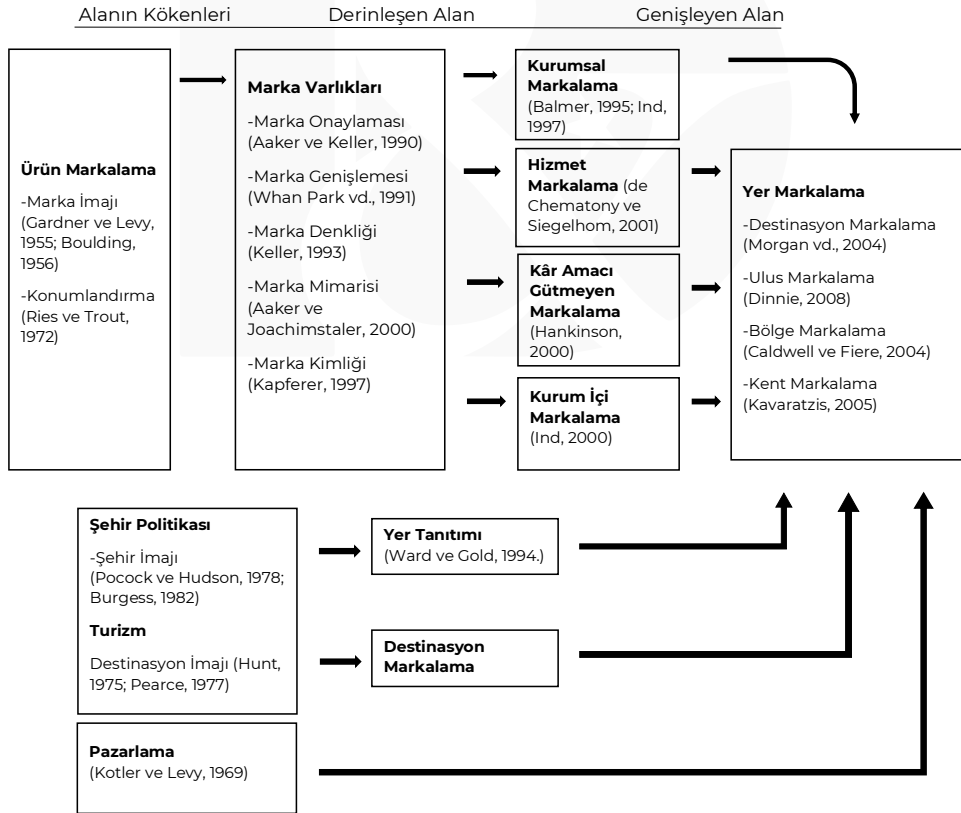 Alanın Kökenleri
Derinleşen Alan
Genişleyen Alan
Ürün Markalama
-Marka İmajı
(Gardner ve Levy,
1955; Boulding,
1956)
-Konumlandırma
(Ries ve Trout,
1972)
Marka Varlıkları
-Marka Onaylaması
(Aaker ve Keller, 1990)
-Marka Genişlemesi
(Whan Park vd., 1991)
-Marka Denkliği
(Keller, 1993)
-Marka Mimarisi
(Aaker ve
Joachimstaler, 2000)
-Marka Kimliği
(Kapferer, 1997)
Kurumsal
Markalama
(Balmer, 1995; Ind,
1997)
Hizmet
Markalama (de
Chematony ve
Siegelhom, 2001)
Kâr Amacı
Gütmeyen
Markalama
(Hankinson,
2000)
Kurum İçi
Markalama
(Ind, 2000)
Yer Markalama
-Destinasyon Markalama
(Morgan vd., 2004)
-Ulus Markalama
(Dinnie, 2008)
-Bölge Markalama
(Caldwell ve Fiere, 2004)
-Kent Markalama
(Kavaratzis, 2005)
Şehir Politikası
-Şehir İmajı
(Pocock ve Hudson, 1978;
Burgess, 1982)
Turizm
Destinasyon İmajı (Hunt,
1975; Pearce, 1977)
Yer Tanıtımı
(Ward ve Gold, 1994.)
Destinasyon
Markalama
Pazarlama
(Kotler ve Levy, 1969)